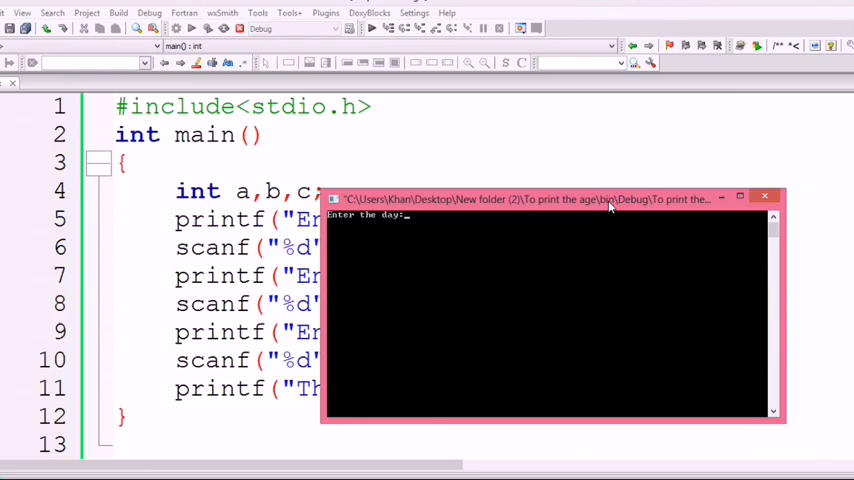 it View Search Project Build Debug Fortran wxSmith Tools Tools+ Plugins DoxyBlocks Settings Help
Debug
main() : int
/** *<
S C
1 #include<stdio.h>
2 int main()
3 {
4 int a,b,c;
5 printf("En
6 scanf("%d"
7 printf("En
8 scanf("%d"
9 printf("En
10 scanf("%d"
11 printf("Th
12 }
13
"C:\Users\Khan\Desktop\New folder (2)\To print the age\bin\Debug\To print the...
Enter the day:_